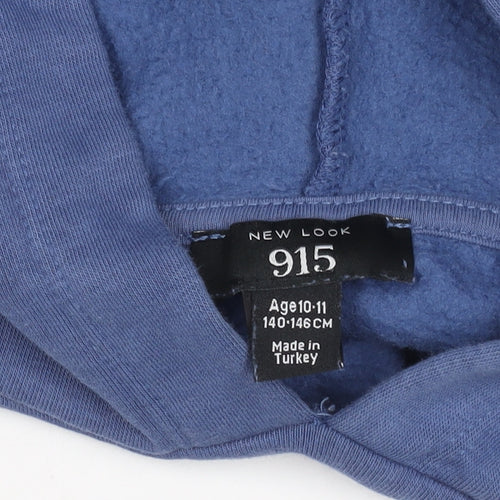 NEW LOOK
915
Age10-11
140-146CM
Made in
Turkey